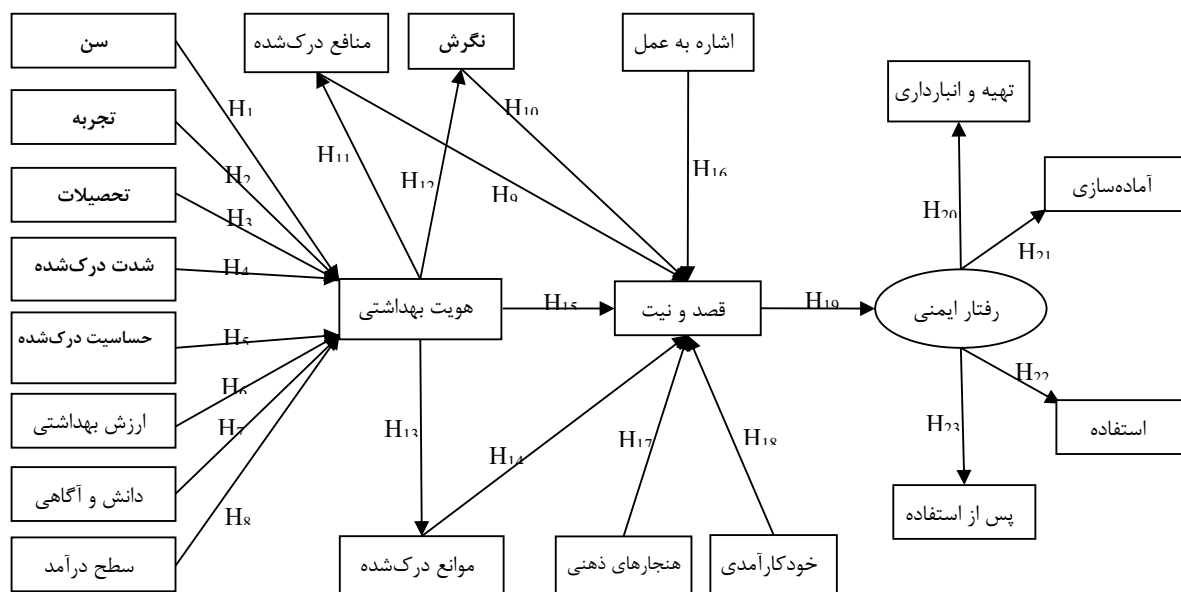 سن
تجربه
تحصیلات
شدت درک‌شده
حساسیت درک‌شده
ارزش بهداشتی
دانش و آگاهی
سطح درآمد
H1
H2
H3
H4
H5
H6
H7
H8
منافع درک‌شده
نگرش
اشاره به عمل
H11
H12
H10
H9
H16
هویت بهداشتی
H15
قصد و نیت
H19
رفتار ایمنی
H13
H14
H17
H18
موانع درک‌شده
هنجارهای ذهنی
خودکارآمدی
تهیه و انبارداری
آماده‌سازی
H20
H21
H22
H23
استفاده
پس از استفاده